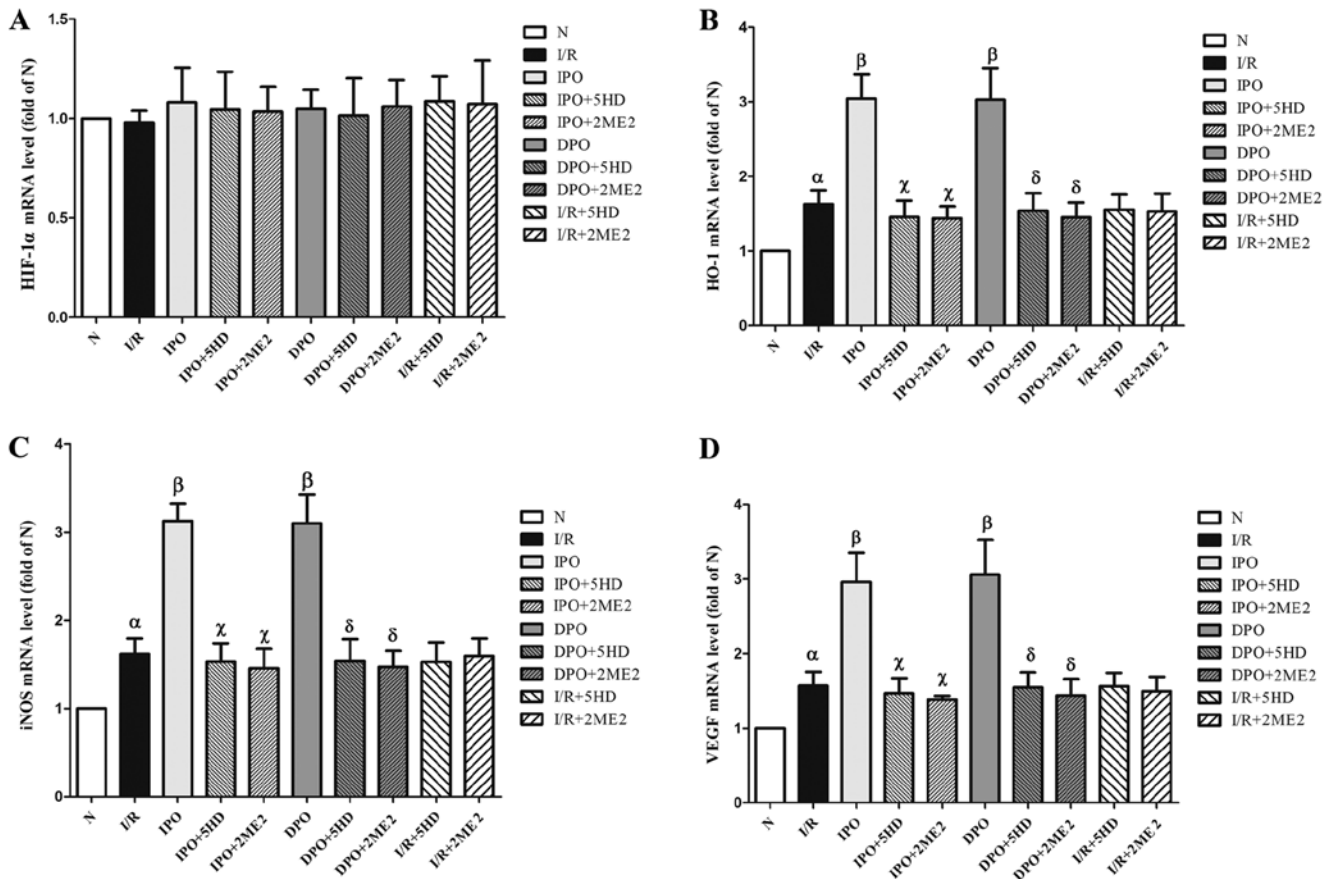 A
HIF-1α mRNA level (fold of N)
1.5
1.0
0.5
0.0
N
I/R
IPO
IPO+5HD
IPO+2ME2
DPO
DPO+5HD
DPO+2ME2
I/R+5HD
I/R+2ME2
N
I/R
IPO
IPO+5HD
IPO+2ME2
DPO
DPO+5HD
DPO+2ME2
I/R+5HD
I/R+2ME2
B
HO-1 mRNA level (fold of N)
4
3
2
1
0
α
β
χ
χ
β
δ
δ
N
I/R
IPO
IPO+5HD
IPO+2ME2
DPO
DPO+5HD
DPO+2ME2
I/R+5HD
I/R+2ME2
N
I/R
IPO
IPO+5HD
IPO+2ME2
DPO
DPO+5HD
DPO+2ME2
I/R+5HD
I/R+2ME2
C
iNOS mRNA level (fold of N)
4
3
2
1
0
α
β
χ
χ
β
δ
δ
N
I/R
IPO
IPO+5HD
IPO+2ME2
DPO
DPO+5HD
DPO+2ME2
I/R+5HD
I/R+2ME2
N
I/R
IPO
IPO+5HD
IPO+2ME2
DPO
DPO+5HD
DPO+2ME2
I/R+5HD
I/R+2ME2
D
VEGF mRNA level (fold of N)
4
3
2
1
0
α
β
χ
χ
β
δ
δ
N
I/R
IPO
IPO+5HD
IPO+2ME2
DPO
DPO+5HD
DPO+2ME2
I/R+5HD
I/R+2ME2
N
I/R
IPO
IPO+5HD
IPO+2ME2
DPO
DPO+5HD
DPO+2ME2
I/R+5HD
I/R+2ME2